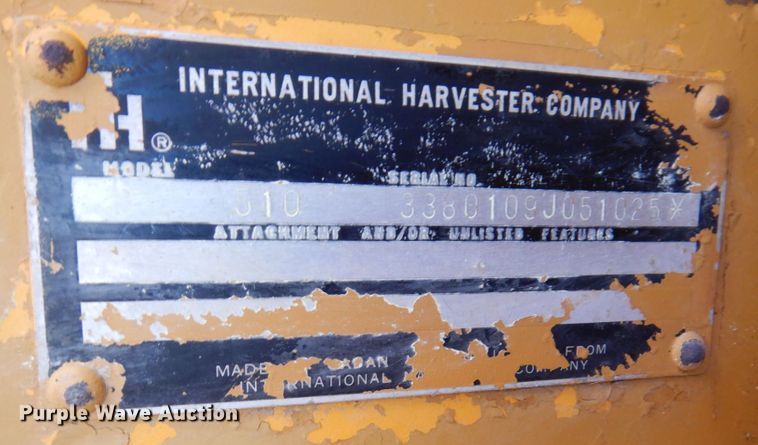 INTERNATIONAL HARVESTER COMPANY
IH ®
MODEL SERIAL NO.
510 3380109J051025*
ATTACHMENT AND/OR UNLISTED FEATURES
MADE FROM
INTERNATIONAL COMPANY
Purple Wave Auction